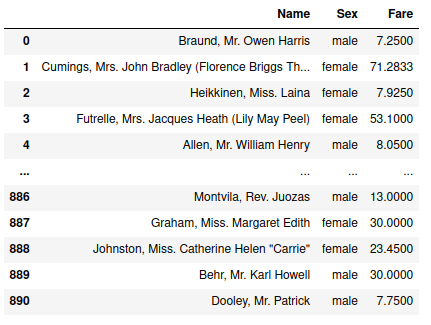 Name Sex Fare
0 Braund, Mr. Owen Harris male 7.2500
1 Cumings, Mrs. John Bradley (Florence Briggs Th... female 71.2833
2 Heikkinen, Miss. Laina female 7.9250
3 Futrelle, Mrs. Jacques Heath (Lily May Peel) female 53.1000
4 Allen, Mr. William Henry male 8.0500
... ... ... ...
886 Montvila, Rev. Juozas male 13.0000
887 Graham, Miss. Margaret Edith female 30.0000
888 Johnston, Miss. Catherine Helen "Carrie" female 23.4500
889 Behr, Mr. Karl Howell male 30.0000
890 Dooley, Mr. Patrick male 7.7500